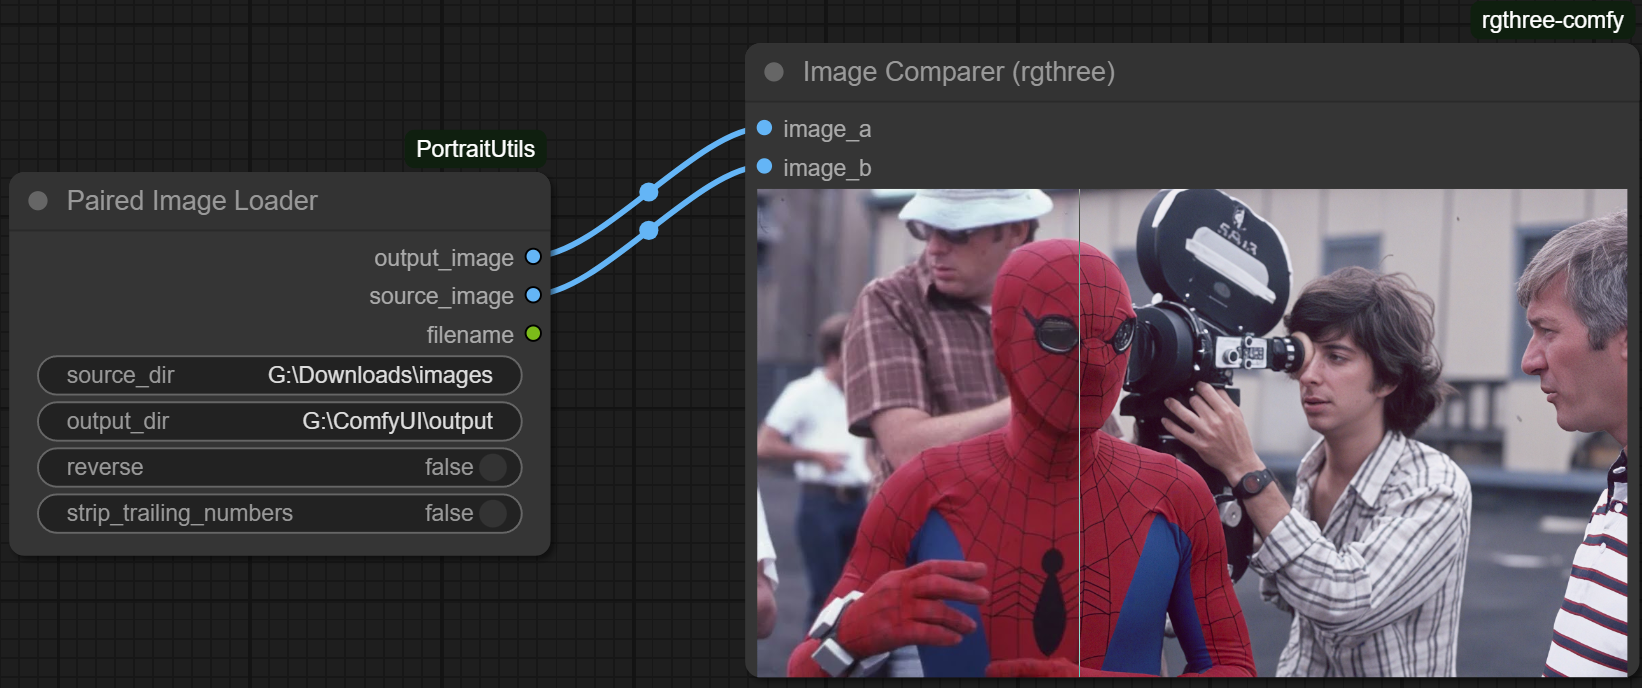 rgthree-comfy
Image Comparer (rgthree)
image_a
image_b
PortraitUtils
Paired Image Loader
output_image
source_image
filename
source_dir G:\Downloads\images
output_dir G:\ComfyUI\output
reverse false
strip_trailing_numbers false